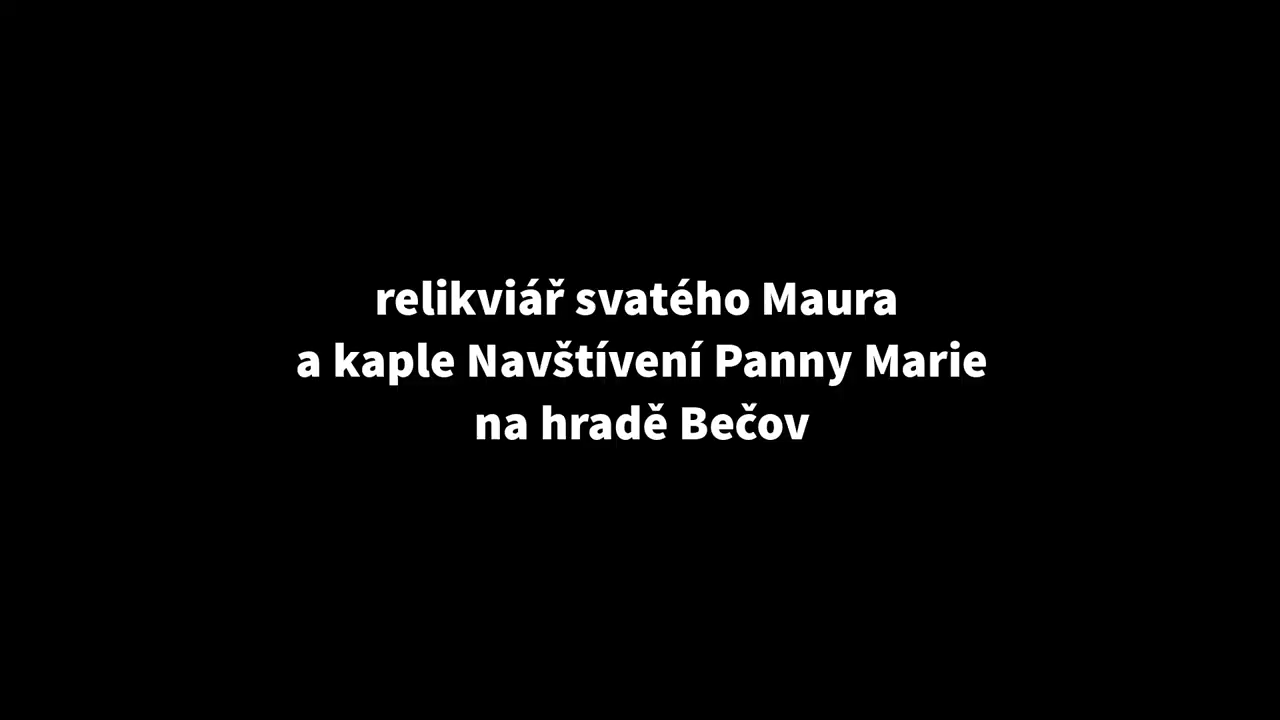 relikviář svatého Maura
a kaple Navštívení Panny Marie
na hradě Bečov